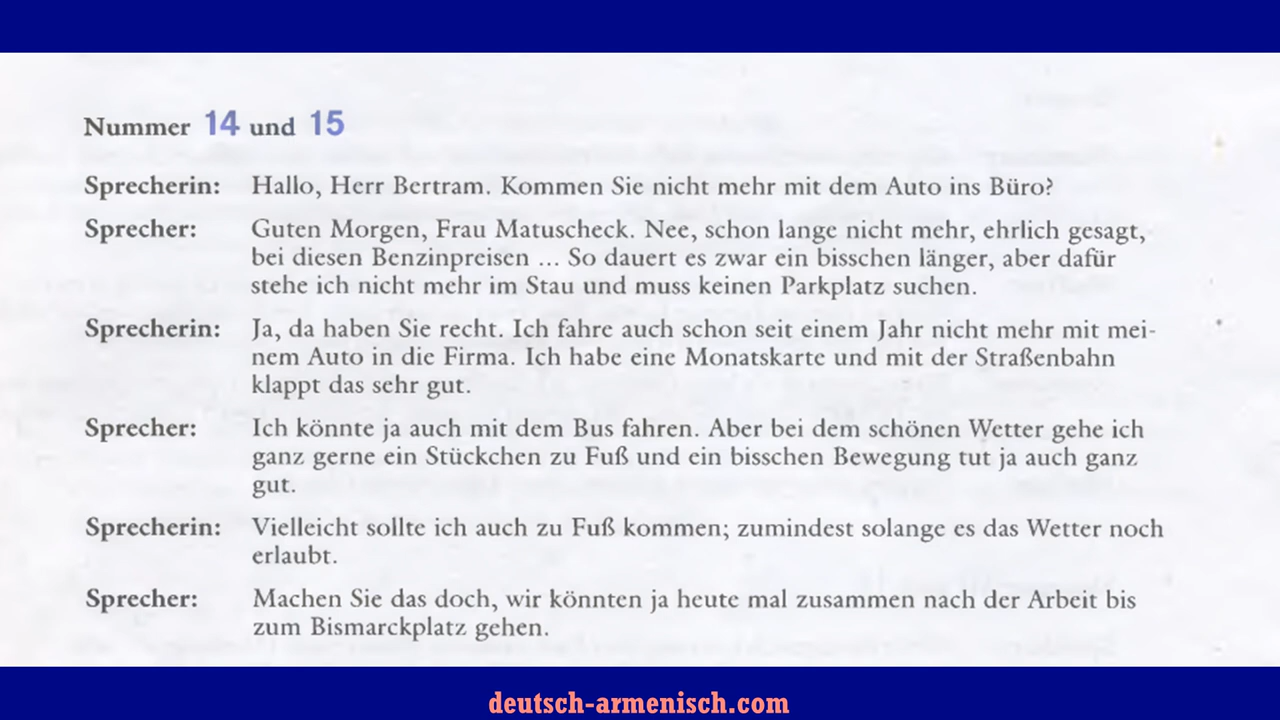 Nummer 14 und 15
Sprecherin: Hallo, Herr Bertram. Kommen Sie nicht mehr mit dem Auto ins Büro?
Sprecher: Guten Morgen, Frau Matuscheck. Nee, schon lange nicht mehr, ehrlich gesagt,
bei diesen Benzinpreisen ... So dauert es zwar ein bisschen länger, aber dafür
stehe ich nicht mehr im Stau und muss keinen Parkplatz suchen.
Sprecherin: Ja, da haben Sie recht. Ich fahre auch schon seit einem Jahr nicht mehr mit mei-
nem Auto in die Firma. Ich habe eine Monatskarte und mit der Straßenbahn
klappt das sehr gut.
Sprecher: Ich könnte ja auch mit dem Bus fahren. Aber bei dem schönen Wetter gehe ich
ganz gerne ein Stückchen zu Fuß und ein bisschen Bewegung tut ja auch ganz
gut.
Sprecherin: Vielleicht sollte ich auch zu Fuß kommen; zumindest solange es das Wetter noch
erlaubt.
Sprecher: Machen Sie das doch, wir könnten ja heute mal zusammen nach der Arbeit bis
zum Bismarckplatz gehen.
deutsch-armenisch.com